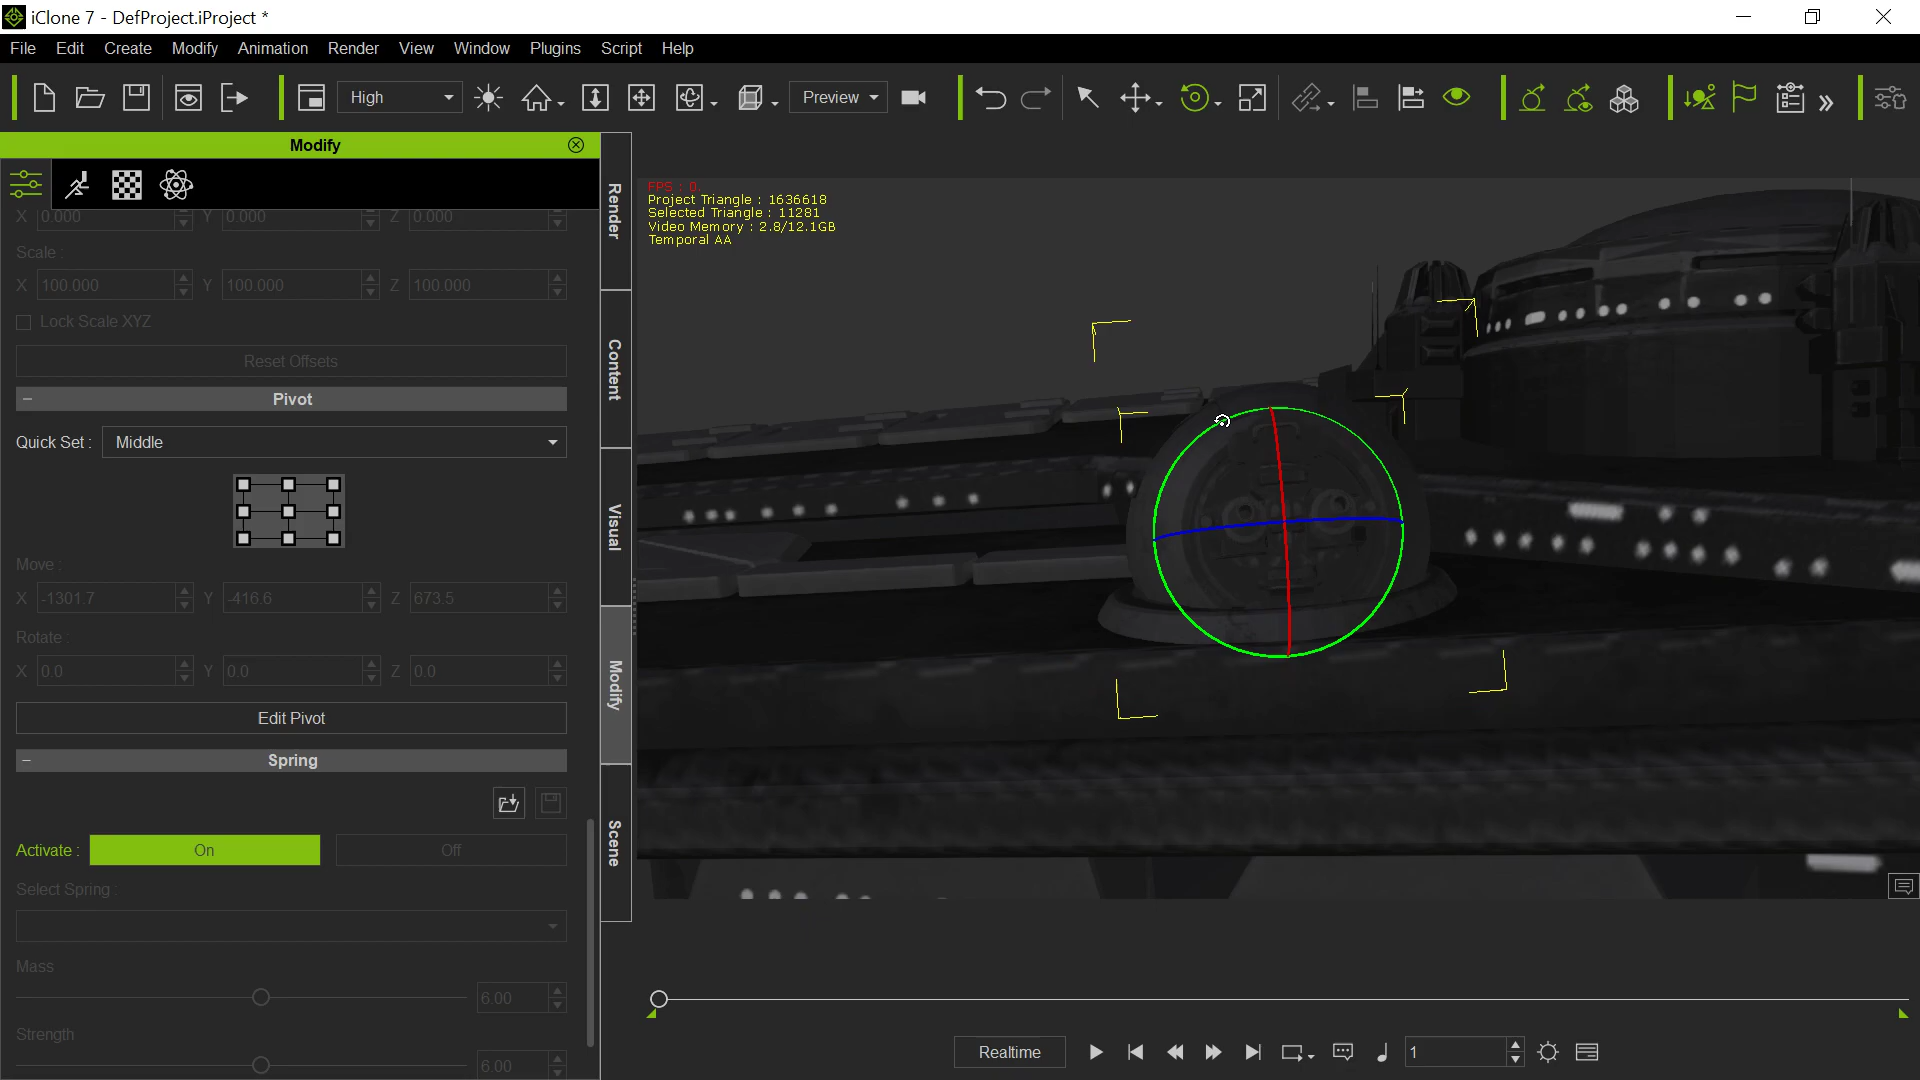 iClone 7 - DefProject.iProject *
File Edit Create Modify Animation Render View Window Plugins Script Help
High
Preview
Modify
X 0.000 Y 0.000 Z 0.000
Scale :
X 100.000 Y 100.000 Z 100.000
Lock Scale XYZ
Reset Offsets
Pivot
Quick Set : Middle
Move :
X -1301.7 Y -416.6 Z 673.5
Rotate :
X 0.0 Y 0.0 Z 0.0
Edit Pivot
Spring
Activate : On Off
Select Spring :
Mass
6.00
Strength
6.00
Render
Content
Visual
Modify
Scene
FPS : 0.
Project Triangle : 1636618
Selected Triangle : 11281
Video Memory : 2.8/12.1GB
Temporal AA
Realtime
1